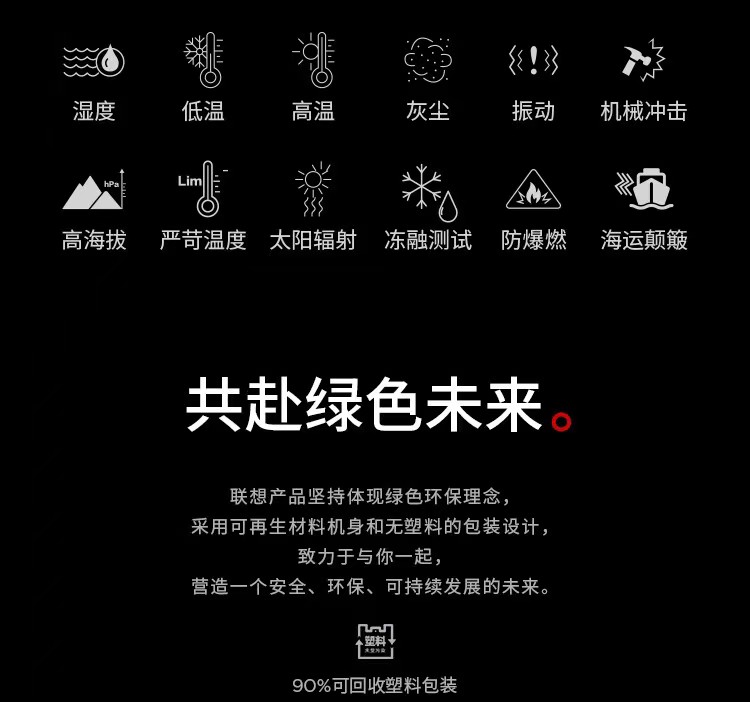 湿度 低温 高温 灰尘 振动 机械冲击
hPa
Lim
高海拔 严苛温度 太阳辐射 冻融测试 防爆燃 海运颠簸
共赴绿色未来。
联想产品坚持体现绿色环保理念，
采用可再生材料机身和无塑料的包装设计，
致力于与你一起，
营造一个安全、环保、可持续发展的未来。
塑料
90%可回收塑料包装